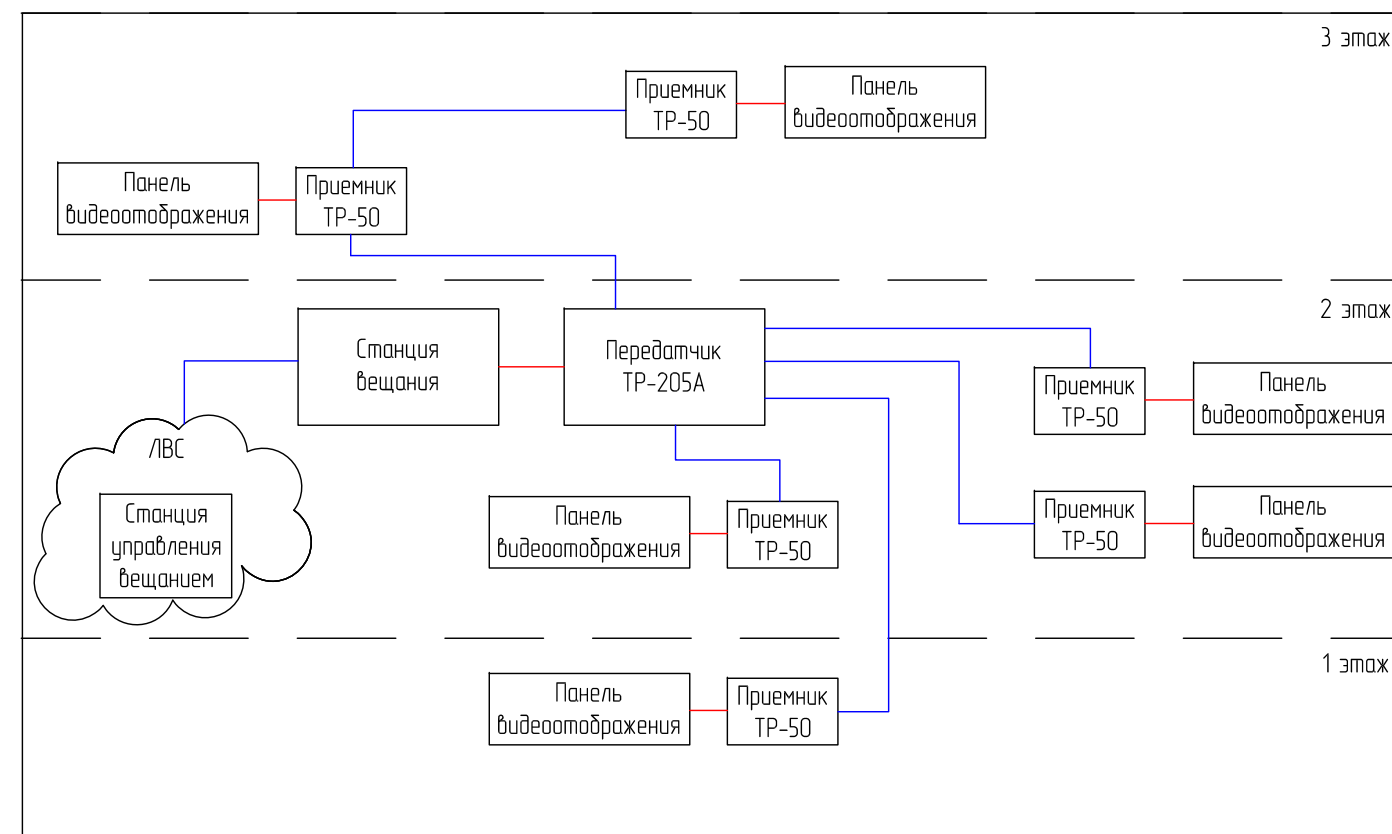 3 этаж
Приемник
TP-50
Панель
видеоотображения
Панель
видеоотображения
Приемник
TP-50
2 этаж
Станция
вещания
Передатчик
TP-205A
Приемник
TP-50
Панель
видеоотображения
ЛВС
Станция
управления
вещанием
Панель
видеоотображения
Приемник
TP-50
Приемник
TP-50
Панель
видеоотображения
1 этаж
Панель
видеоотображения
Приемник
TP-50